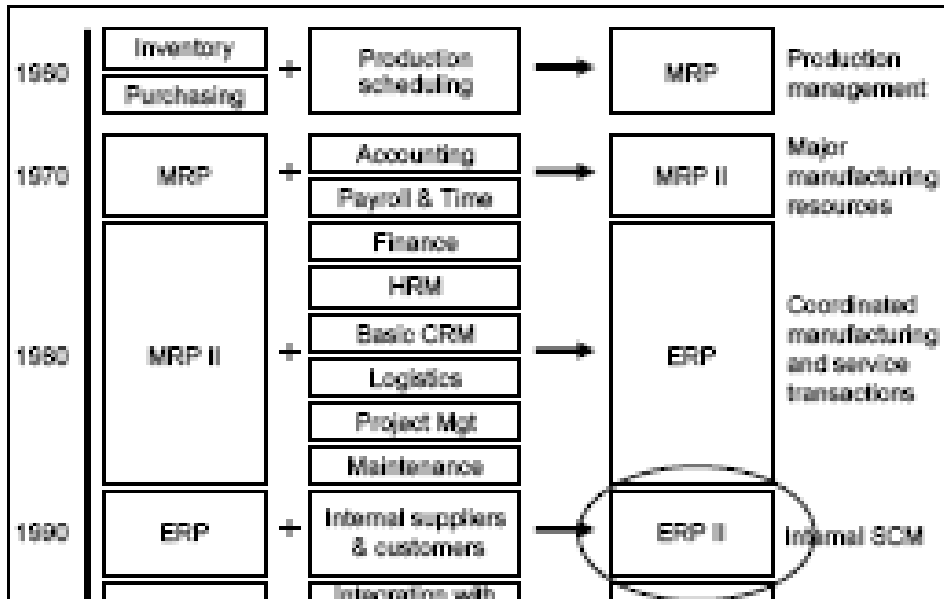 1960
Inventory
Purchasing
+
Production
scheduling
MRP
Production
management
1970
MRP
+
Accounting
Payroll & Time
MRP II
Major
manufacturing
resources
1980
MRP II
+
Finance
HRM
Basic CRM
Logistics
Project Mgt
Maintenance
ERP
Coordinated
manufacturing
and service
transactions
1990
ERP
+
Internal suppliers
& customers
ERP II
Internal SCM
Integration with